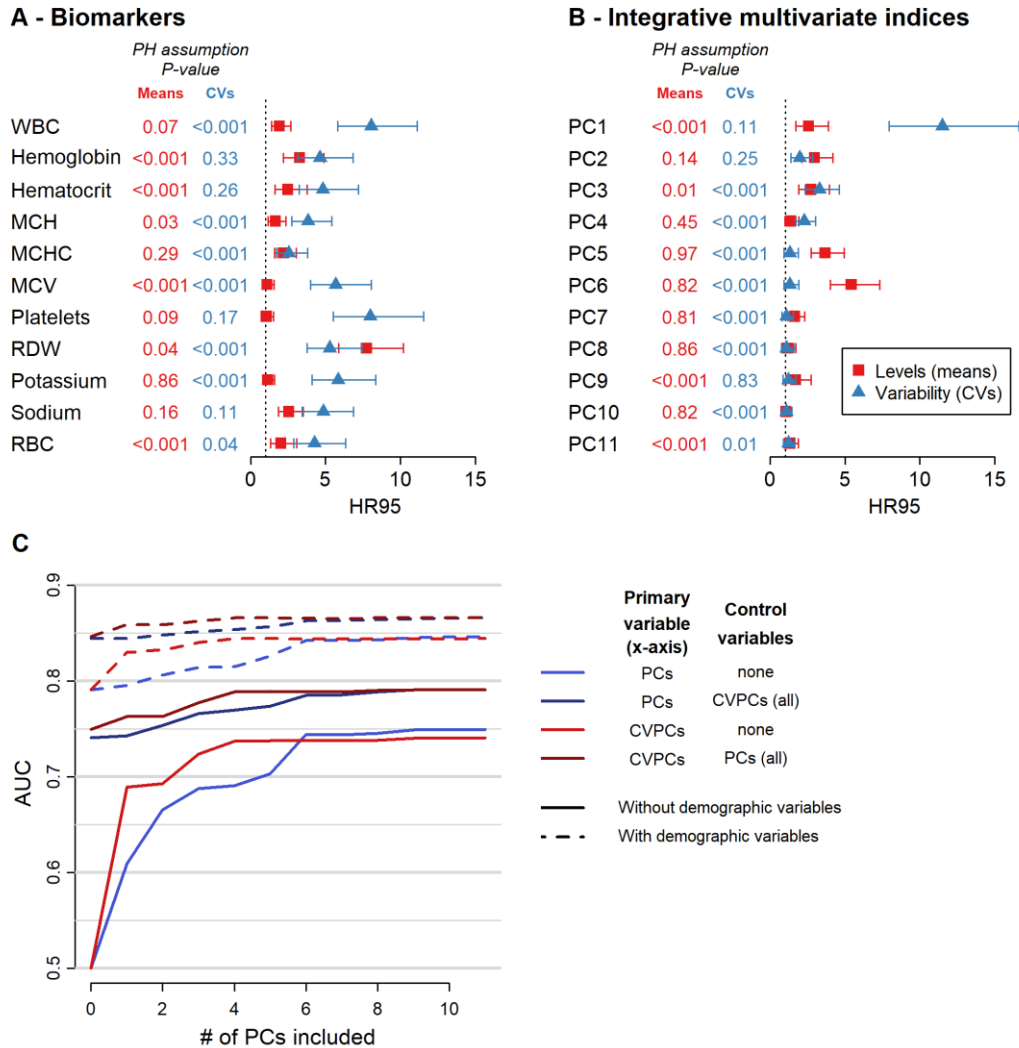 A - Biomarkers
PH assumption
P-value
Means CVs
WBC 0.07 <0.001
Hemoglobin <0.001 0.33
Hematocrit <0.001 0.26
MCH 0.03 <0.001
MCHC 0.29 <0.001
MCV <0.001 <0.001
Platelets 0.09 0.17
RDW 0.04 <0.001
Potassium 0.86 <0.001
Sodium 0.16 0.11
RBC <0.001 0.04
0 5 10 15
HR95
B - Integrative multivariate indices
PH assumption
P-value
Means CVs
PC1 <0.001 0.11
PC2 0.14 0.25
PC3 0.01 <0.001
PC4 0.45 <0.001
PC5 0.97 <0.001
PC6 0.82 <0.001
PC7 0.81 <0.001
PC8 0.86 <0.001
PC9 <0.001 0.83
PC10 0.82 <0.001
PC11 <0.001 0.01
Levels (means)
Variability (CVs)
0 5 10 15
HR95
C
0.9
0.8
0.7
0.6
0.5
AUC
0 2 4 6 8 10
# of PCs included
Primary Control
variable variables
(x-axis)
PCs none
PCs CVPCs (all)
CVPCs none
CVPCs PCs (all)
Without demographic variables
With demographic variables